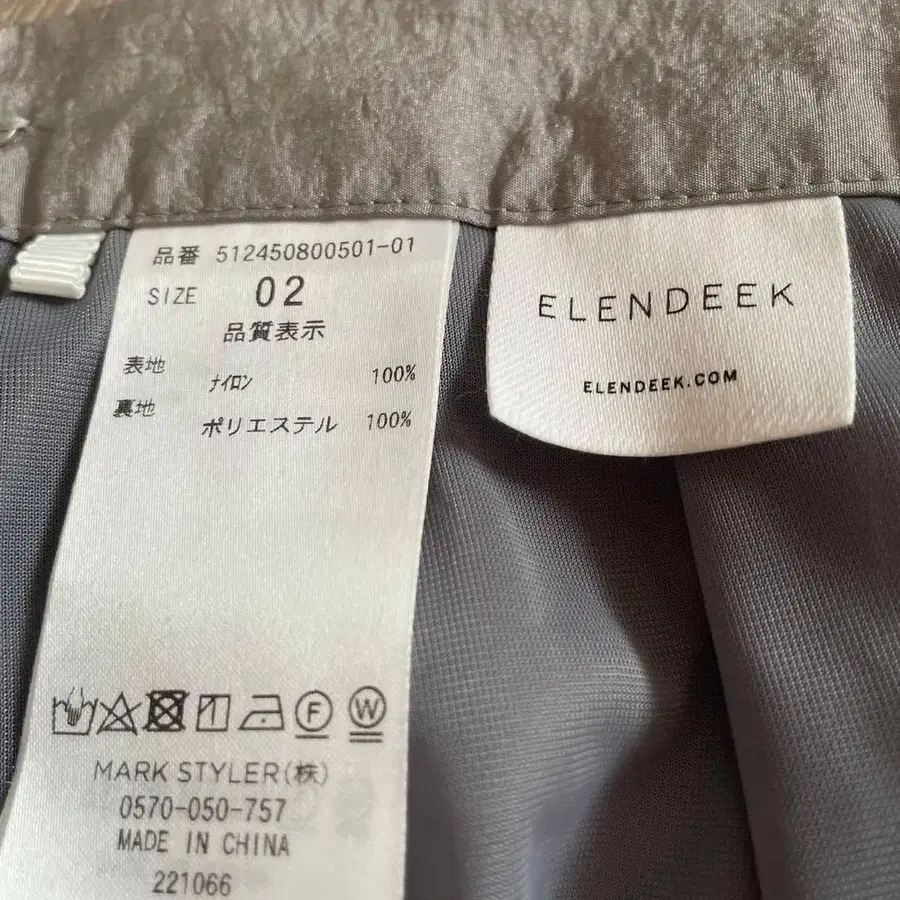 品番 512450800501-01
SIZE 02
品質表示
表地
ナイロン 100%
裏地
ポリエステル 100%
F W
MARK STYLER(株)
0570-050-757
MADE IN CHINA
221066
ELENDEEK
ELENDEEK.COM